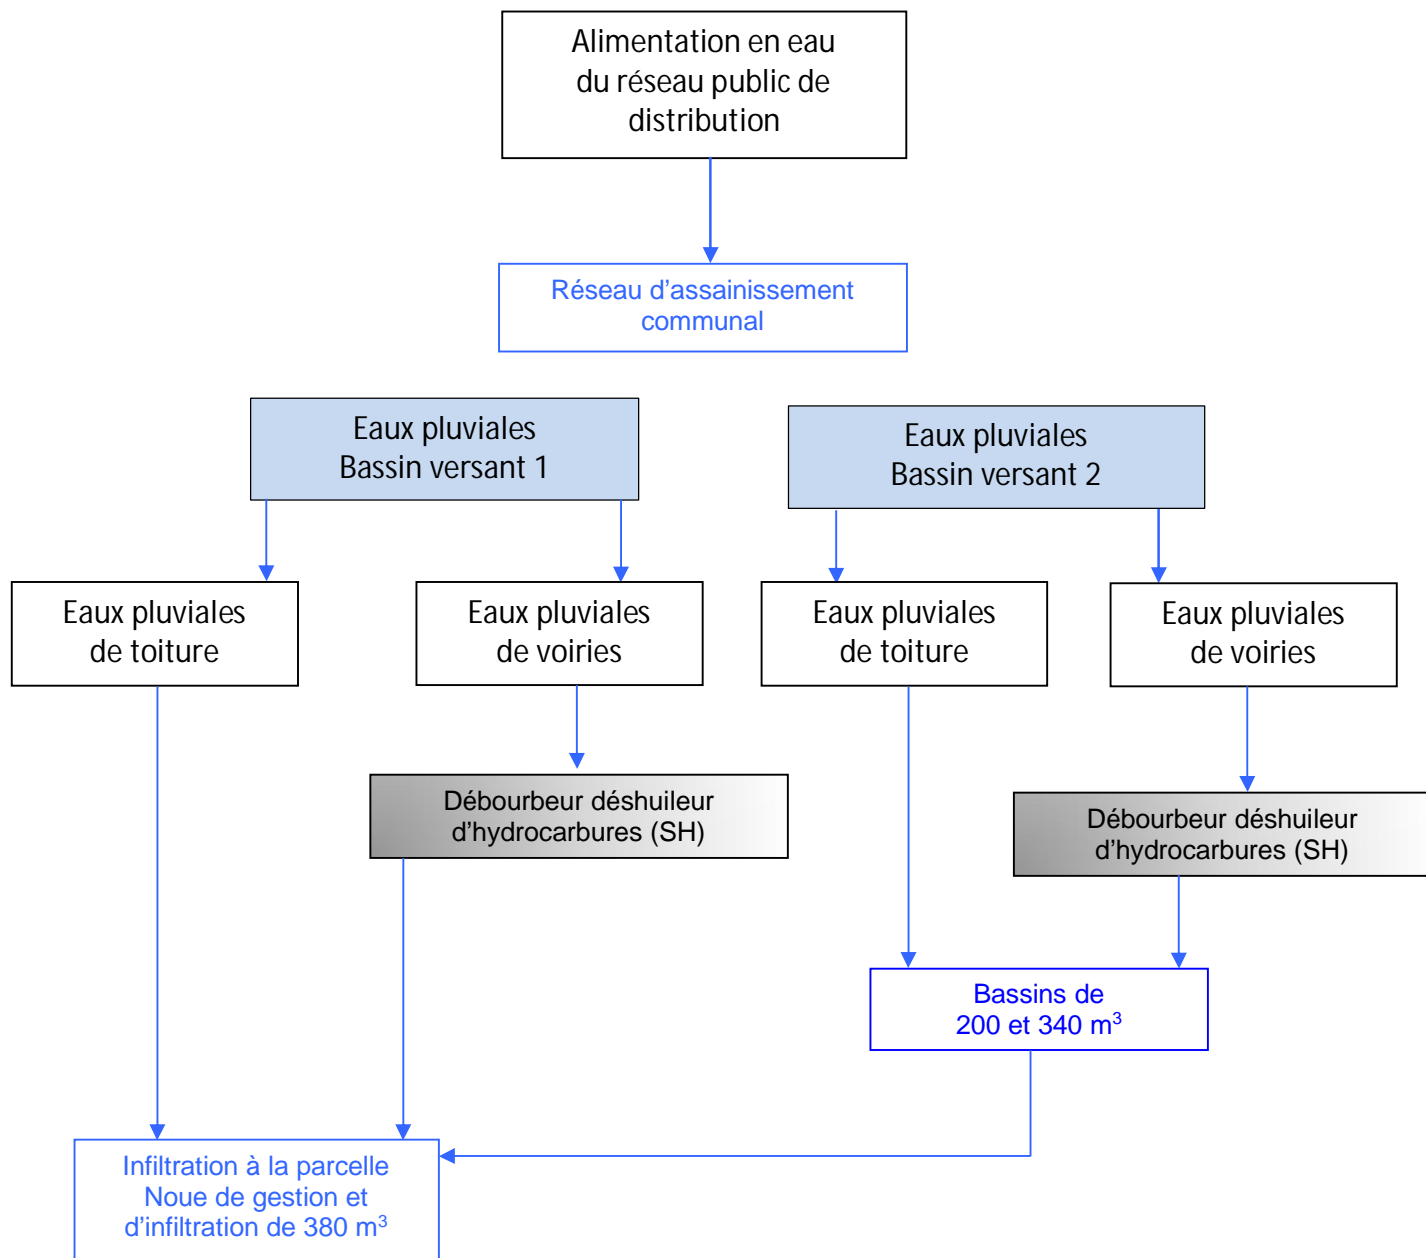 Alimentation en eau
du réseau public de
distribution
Réseau d’assainissement
communal
Eaux pluviales
Bassin versant 1
Eaux pluviales
Bassin versant 2
Eaux pluviales
de toiture
Eaux pluviales
de voiries
Eaux pluviales
de toiture
Eaux pluviales
de voiries
Débourbeur déshuileur
d’hydrocarbures (SH)
Débourbeur déshuileur
d’hydrocarbures (SH)
Bassins de
200 et 340 m³
Infiltration à la parcelle
Noue de gestion et
d’infiltration de 380 m³